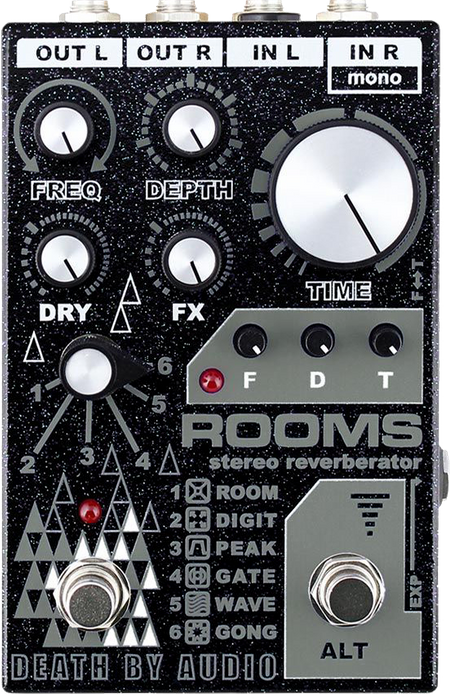 OUT L OUT R IN L IN R
mono
FREQ DEPTH
DRY FX TIME F↔T
1 2 3 4 5 6
F D T
ROOMS
stereo reverberator
1 ROOM
2 DIGIT
3 PEAK
4 GATE
5 WAVE
6 GONG
EXP
ALT
DEATH BY AUDIO